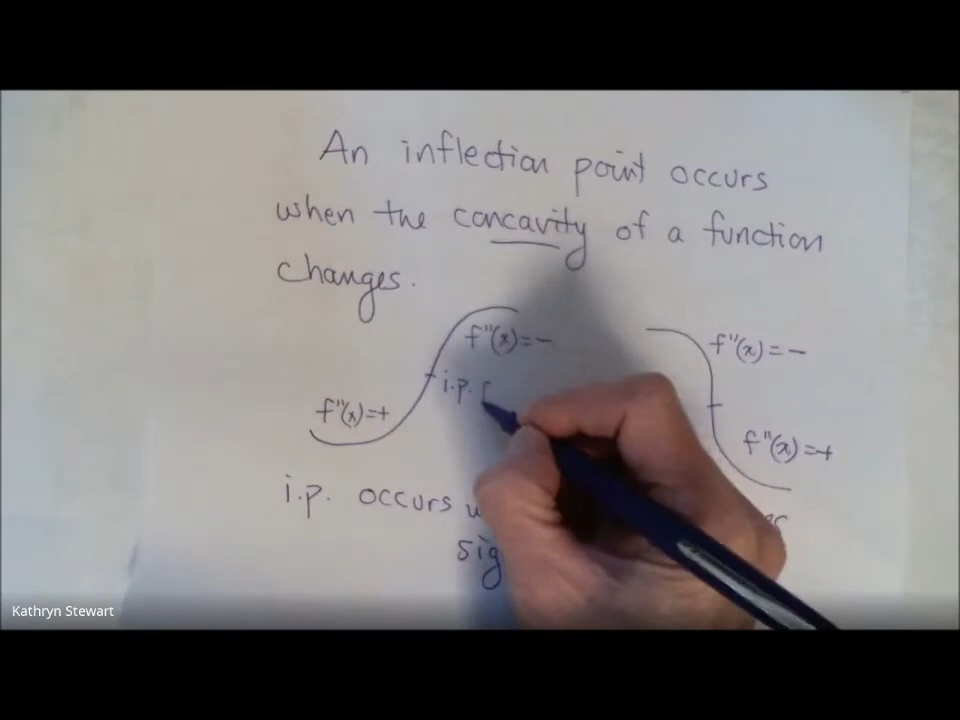 An inflection point occurs
when the concavity of a function
changes.
f''(x)=-
f''(x)=-
i.p.
f''(x)=+
f''(x)=+
i.p. occurs
Kathryn Stewart